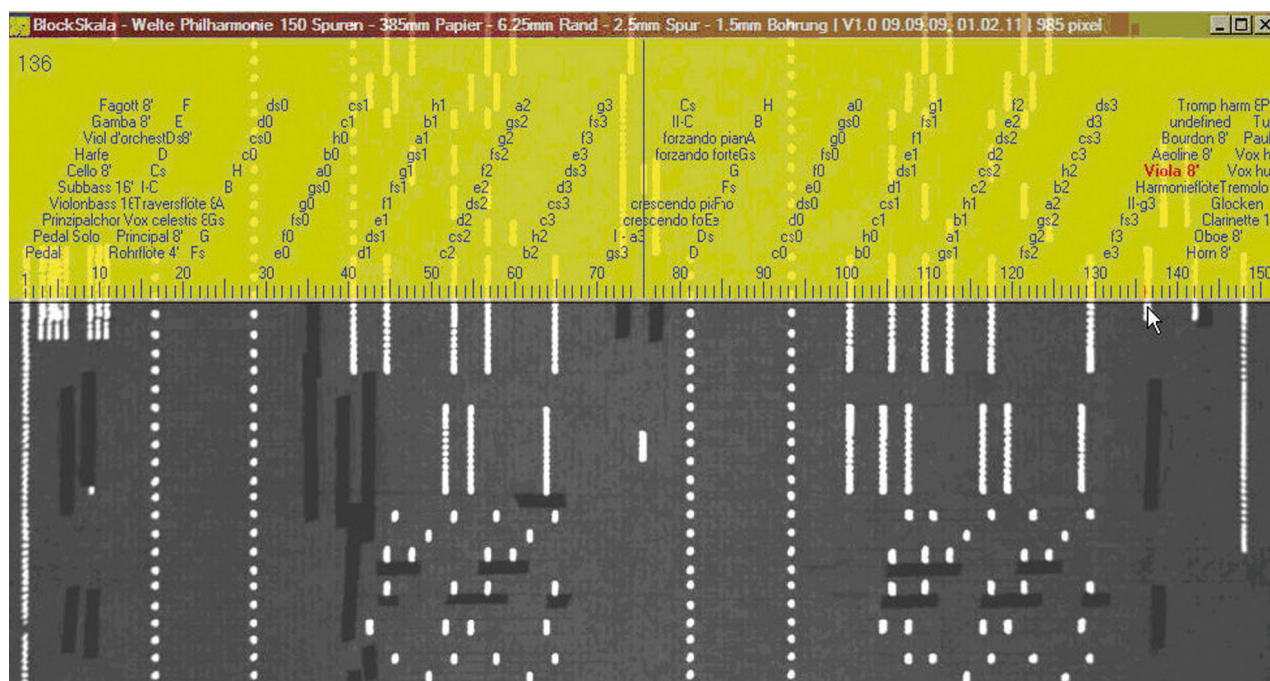 BlockSkala - Welte Philharmonie 150 Spuren - 385mm Papier - 6.25mm Rand - 2.5mm Spur - 1.5mm Bohrung | V1.0 09.09.09, 01.02.11 | 985 pixel
136
Fagott 8' F ds0 cs1 h1 a2 g3 Cs H a0 g1 f2 ds3 Tromp harm 8P
Gamba 8' E d0 c1 b1 gs2 fs3 II-C B gs0 fs1 e2 d3 undefined Tu
Viol d'orchestDs8' cs0 h0 a1 g2 f3 forzando pianA g0 f1 ds2 cs3 Bourdon 8' Pauk
Harfe D c0 b0 gs1 fs2 e3 forzando forteGs fs0 e1 d2 c3 Aeoline 8' Vox h
Cello 8' Cs H a0 g1 f2 ds3 G f0 ds1 cs2 h2 Viola 8' Vox hu
Subbass 16' I-C B gs0 fs1 e2 d3 Fs e0 d1 c2 b2 HarmonieflöteTremolo
Violonbass 1ETraversflöte &A g0 f1 ds2 cs3 crescendo piFno ds0 cs1 h1 a2 II-g3 Glocken
Prinzipalchor Vox celestis 8Gs fs0 e1 d2 c3 crescendo foEe d0 c1 b1 gs2 fs3 Clarinette 1
Pedal Solo Principal 8' G f0 ds1 cs2 h2 I - a3 Ds cs0 h0 a1 g2 f3 Oboe 8'
Pedal Rohrflöte 4' Fs e0 d1 c2 b2 gs3 D c0 b0 gs1 fs2 e3 Horn 8'
1 10 20 30 40 50 60 70 80 90 100 110 120 130 140 150